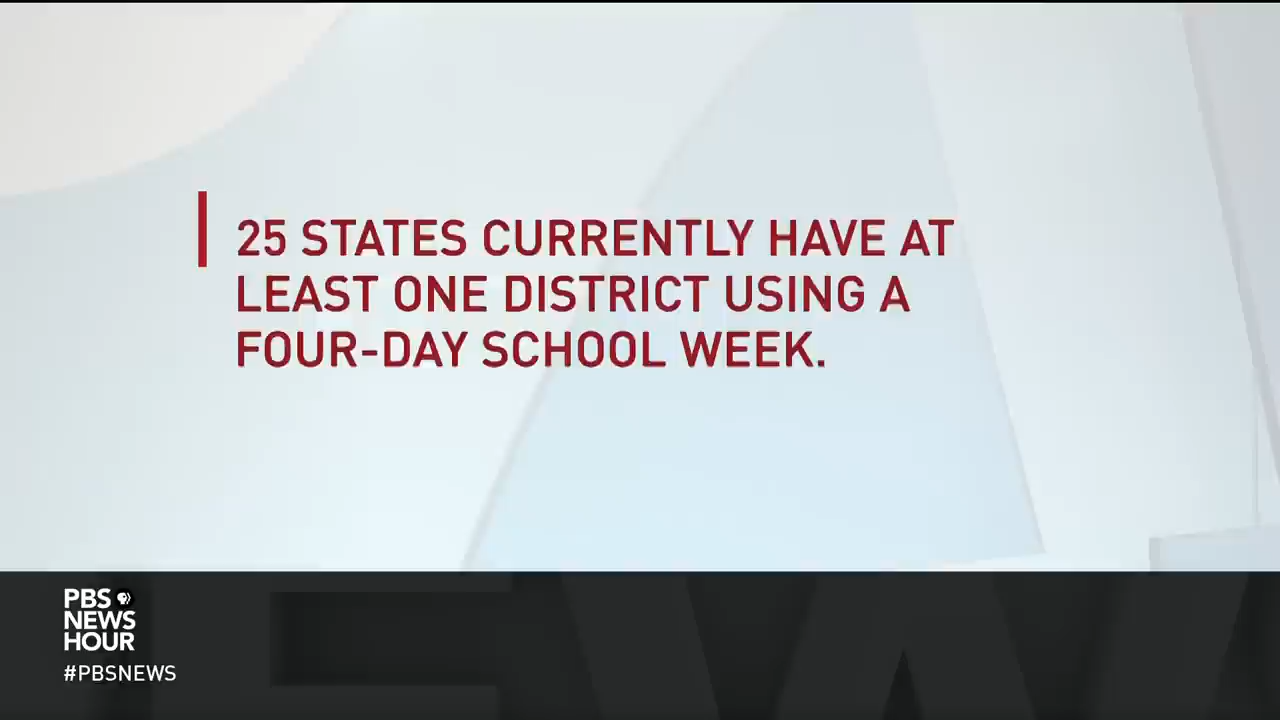 25 STATES CURRENTLY HAVE AT
LEAST ONE DISTRICT USING A
FOUR-DAY SCHOOL WEEK.
PBS
NEWS
HOUR
#PBSNEWS